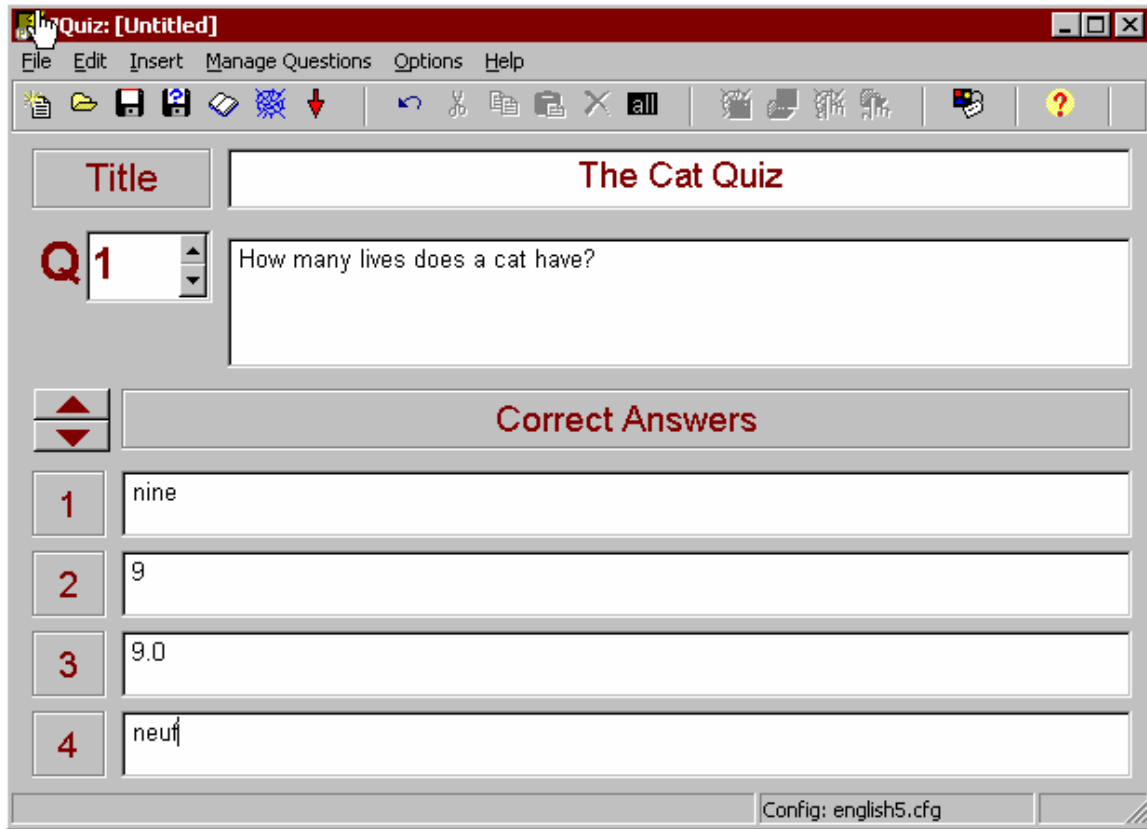 Quiz: [Untitled]
File Edit Insert Manage Questions Options Help
all ?
Title The Cat Quiz
Q 1 How many lives does a cat have?
Correct Answers
1 nine
2 9
3 9.0
4 neuf
Config: english5.cfg